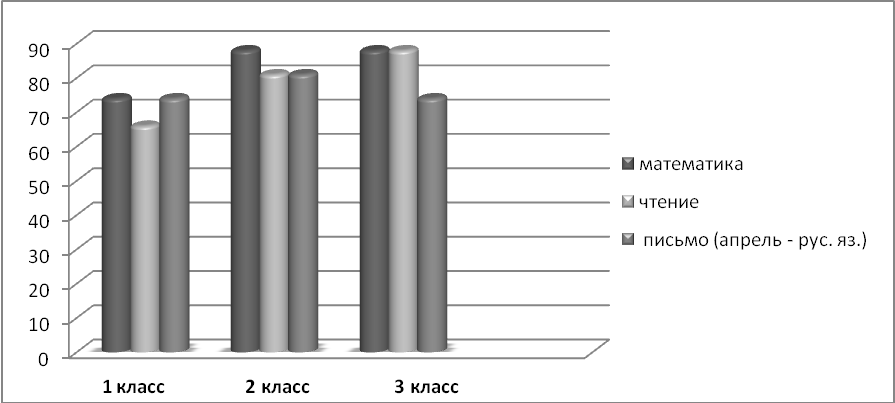 90
80
70
60
50
40
30
20
10
0
1 класс 2 класс 3 класс
математика
чтение
письмо (апрель - рус. яз.)